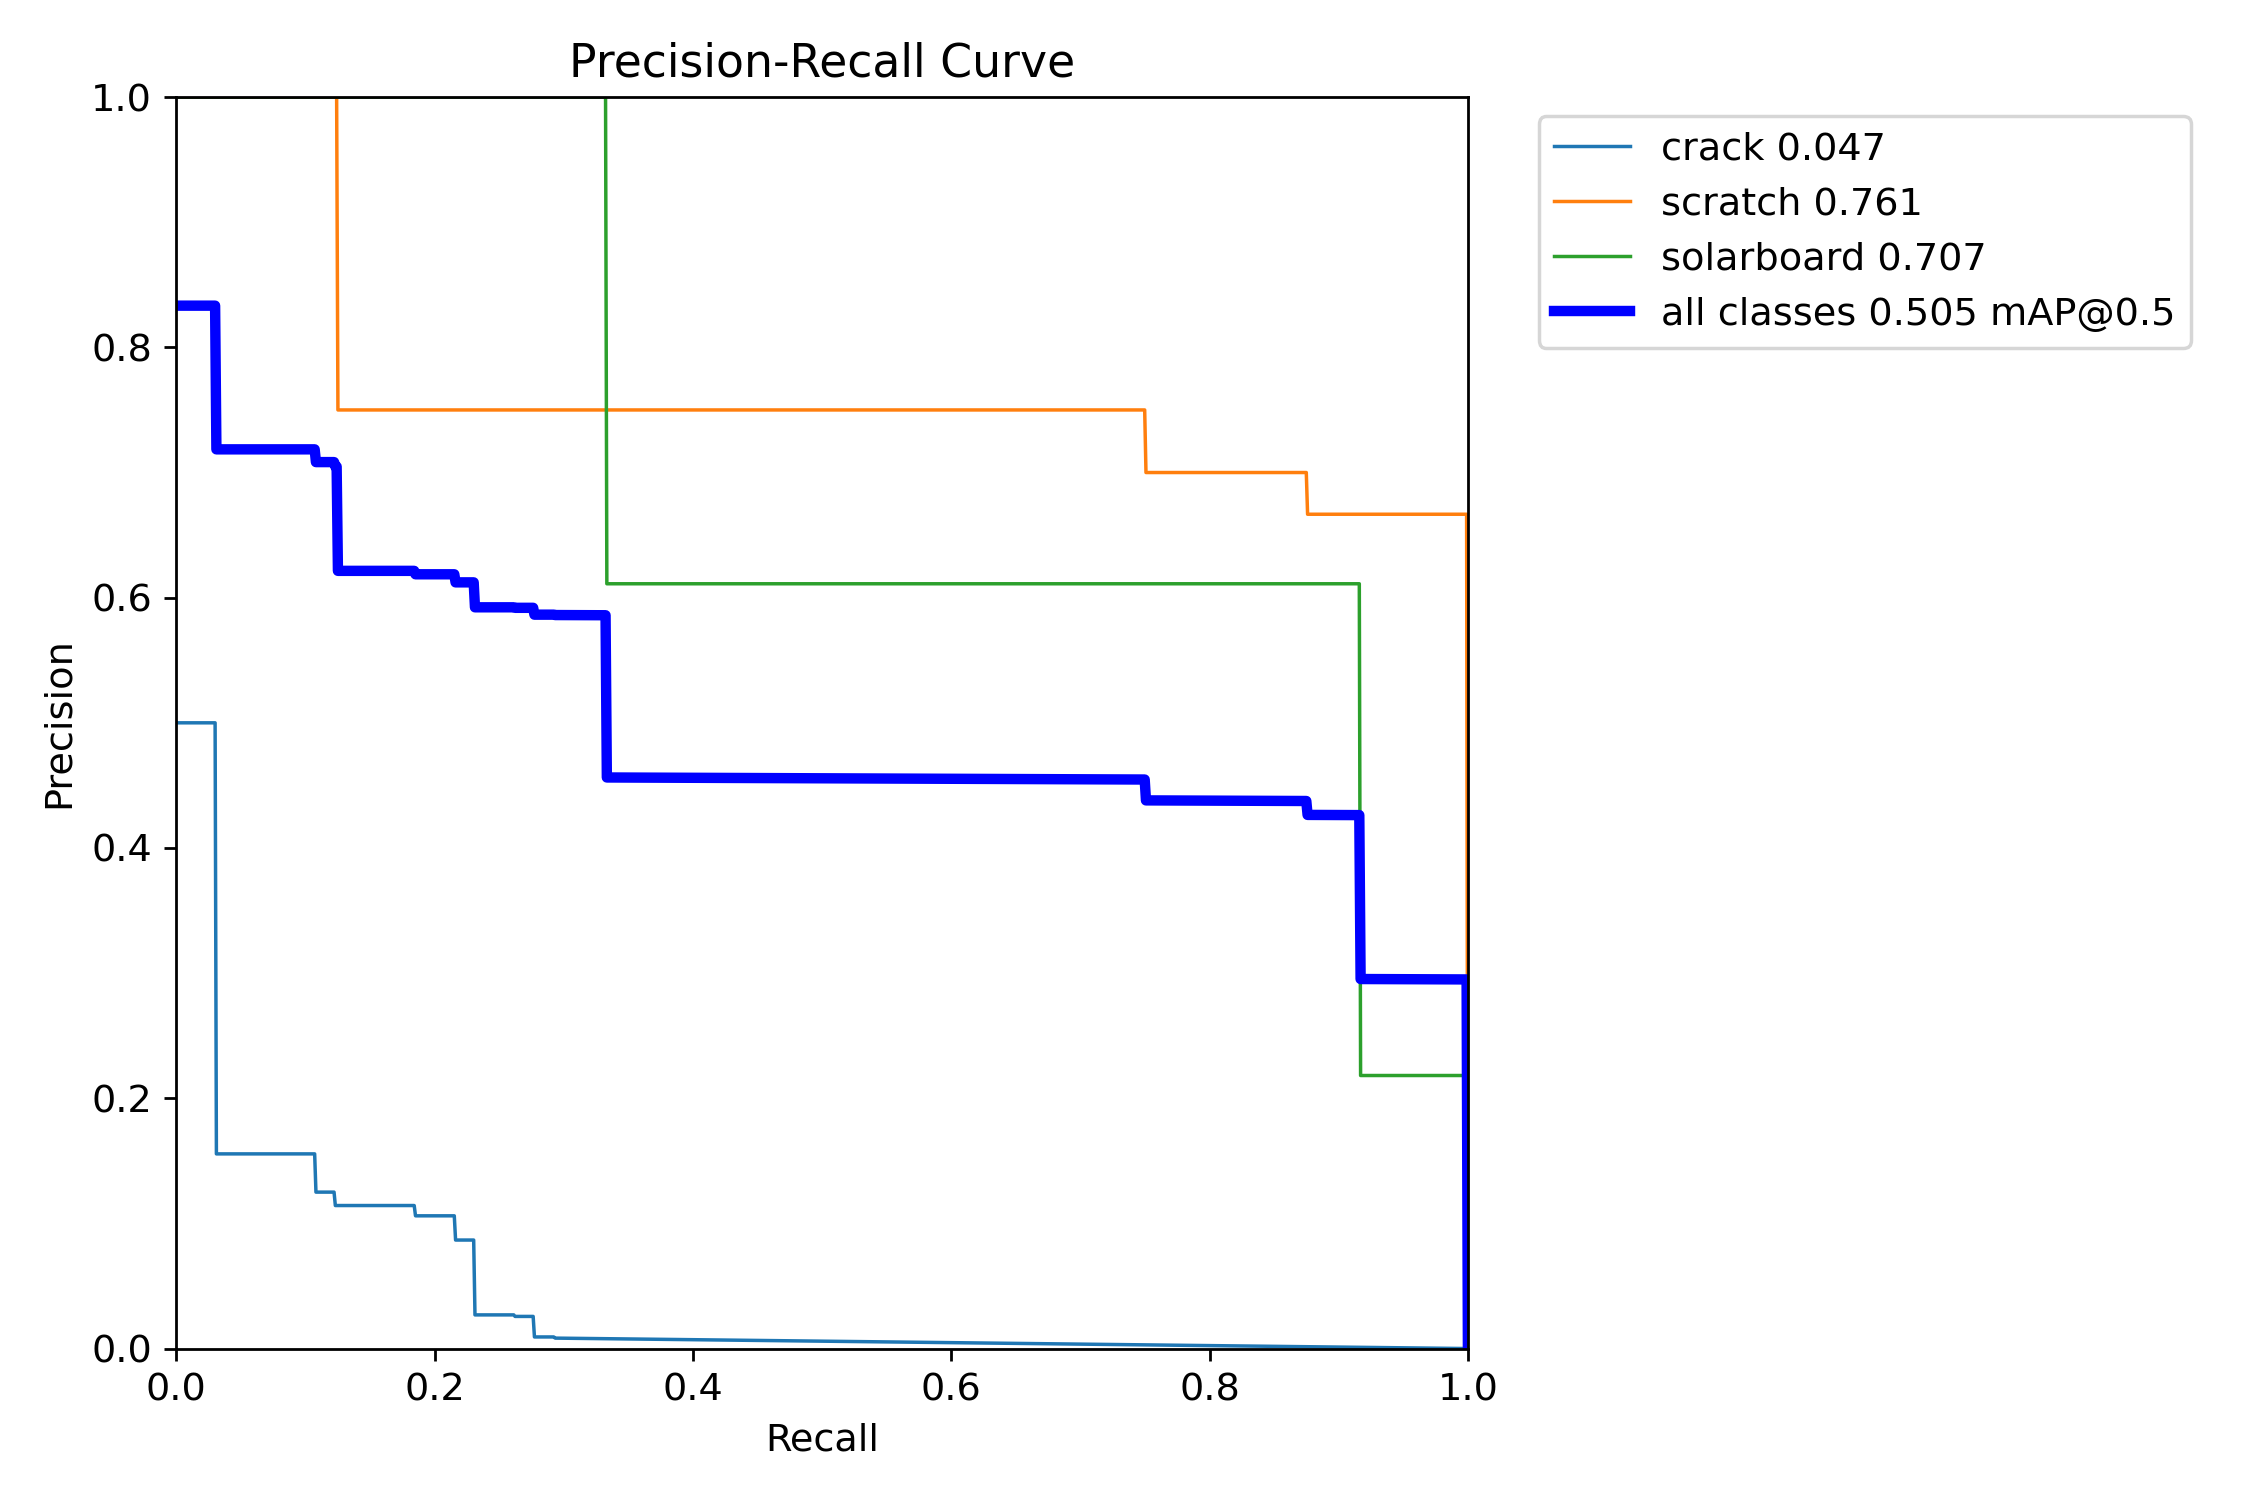 Precision-Recall Curve
1.0
0.8
0.6
0.4
0.2
0.0
Precision
0.0 0.2 0.4 0.6 0.8 1.0
Recall
crack 0.047
scratch 0.761
solarboard 0.707
all classes 0.505 mAP@0.5